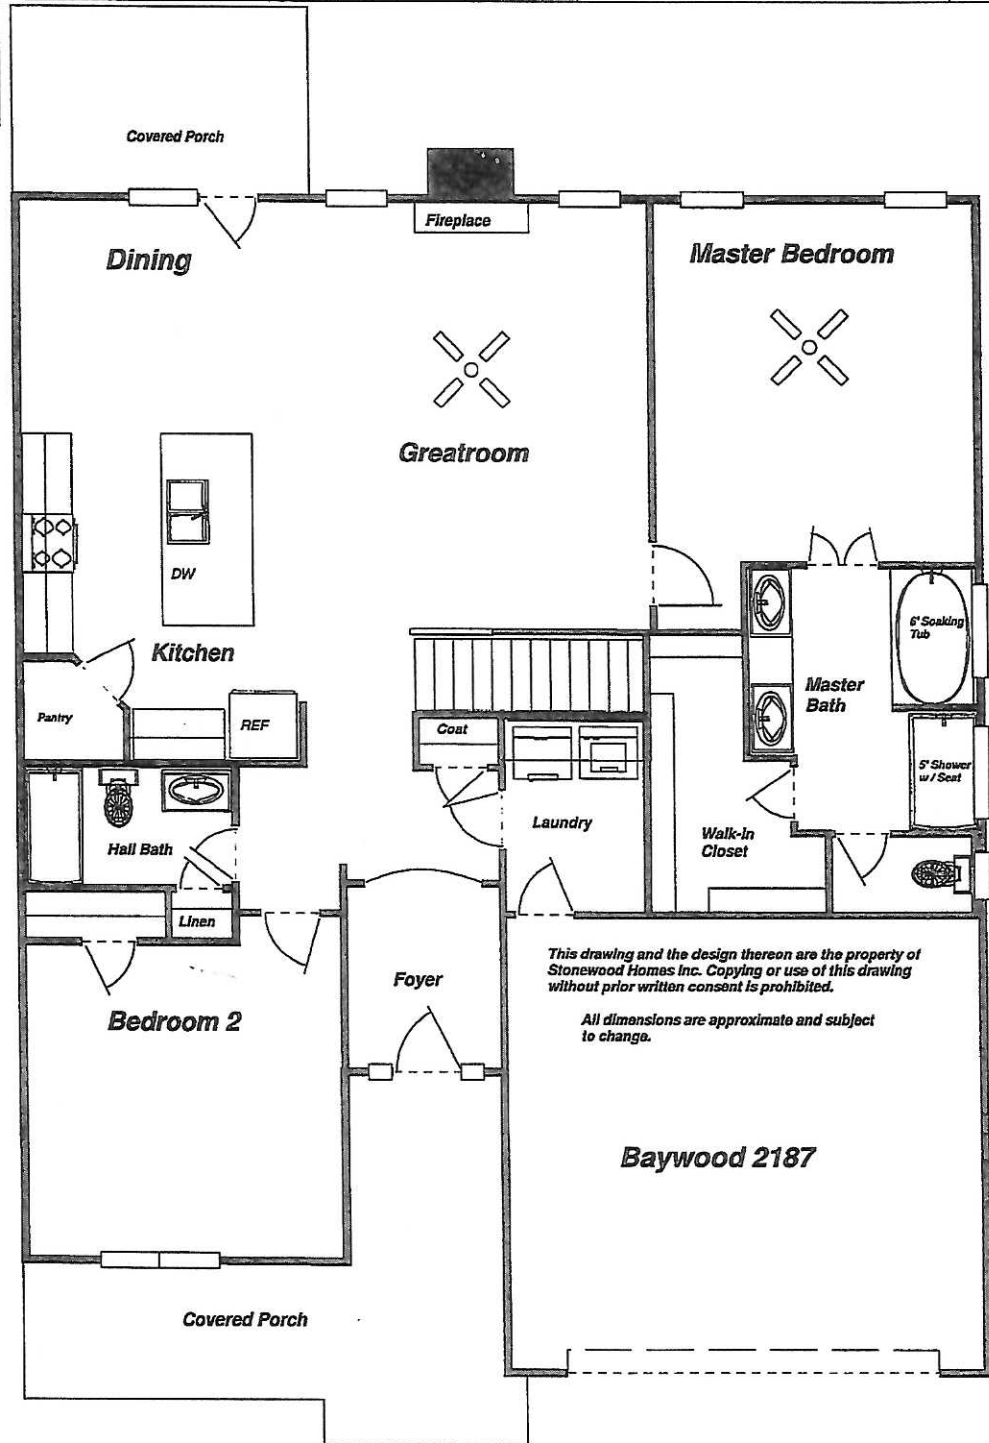 Covered Porch
Fireplace
Dining
Master Bedroom
Greatroom
DW
6' Soaking
Tub
Kitchen
Master
Bath
Pantry
REF
Coat
5' Shower
w / Seat
Laundry
Walk-In
Closet
Hall Bath
Linen
This drawing and the design thereon are the property of
Stonewood Homes Inc. Copying or use of this drawing
without prior written consent is prohibited.
Foyer
Bedroom 2
All dimensions are approximate and subject
to change.
Baywood 2187
Covered Porch